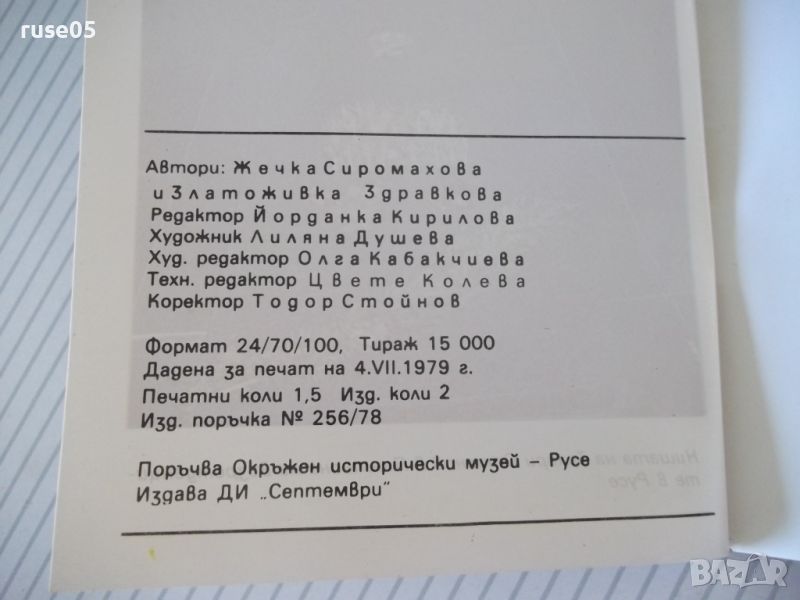 ruse05
Автори: Жечка Сиромахова
и Златоживка Здравкова
Редактор Йорданка Кирилова
Художник Лиляна Душева
Худ. редактор Олга Кабакчиева
Техн. редактор Цвете Колева
Коректор Тодор Стойнов
Формат 24/70/100, Тираж 15 000
Дадена за печат на 4.VII.1979 г.
Печатни коли 1,5 Изд. коли 2
Изд. поръчка № 256/78
Поръчва Окръжен исторически музей – Русе
Издава ДИ „Септември"
те в Русе
BAZAR